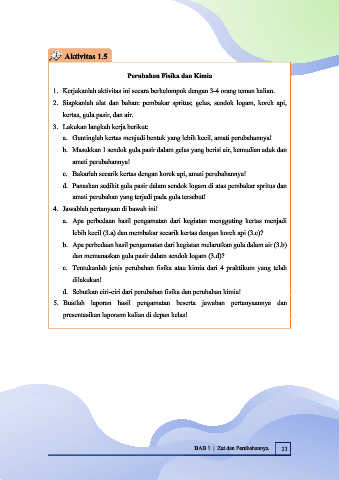 Aktivitas 1.5
Perubahan Fisika dan Kimia
1. Kerjakanlah aktivitas ini secara berkelompok dengan 3-4 orang teman kalian.
2. Siapkanlah alat dan bahan: pembakar spritus, gelas, sendok logam, korek api,
kertas, gula pasir, dan air.
3. Lakukan langkah kerja berikut:
a. Guntinglah kertas menjadi bentuk yang lebih kecil, amati perubahannya!
b. Masukkan 1 sendok gula pasir dalam gelas yang berisi air, kemudian aduk dan
amati perubahannya!
c. Bakarlah secarik kertas dengan korek api, amati perubahannya!
d. Panaskan sedikit gula pasir dalam sendok logam di atas pembakar spritus dan
amati perubahan yang terjadi pada gula tersebut!
4. Jawablah pertanyaan di bawah ini!
a. Apa perbedaan hasil pengamatan dari kegiatan menggunting kertas menjadi
lebih kecil (3.a) dan membakar secarik kertas dengan korek api (3.c)?
b. Apa perbedaan hasil pengamatan dari kegiatan melarutkan gula dalam air (3.b)
dan memanaskan gula pasir dalam sendok logam (3.d)?
c. Tentukanlah jenis perubahan fisika atau kimia dari 4 praktikum yang telah
dilakukan!
d. Sebutkan ciri-ciri dari perubahan fisika dan perubahan kimia!
5. Buatlah laporan hasil pengamatan beserta jawaban pertanyaannya dan
presentasikan laporann kalian di depan kelas!
BAB 1 | Zat dan Perubahannya 23